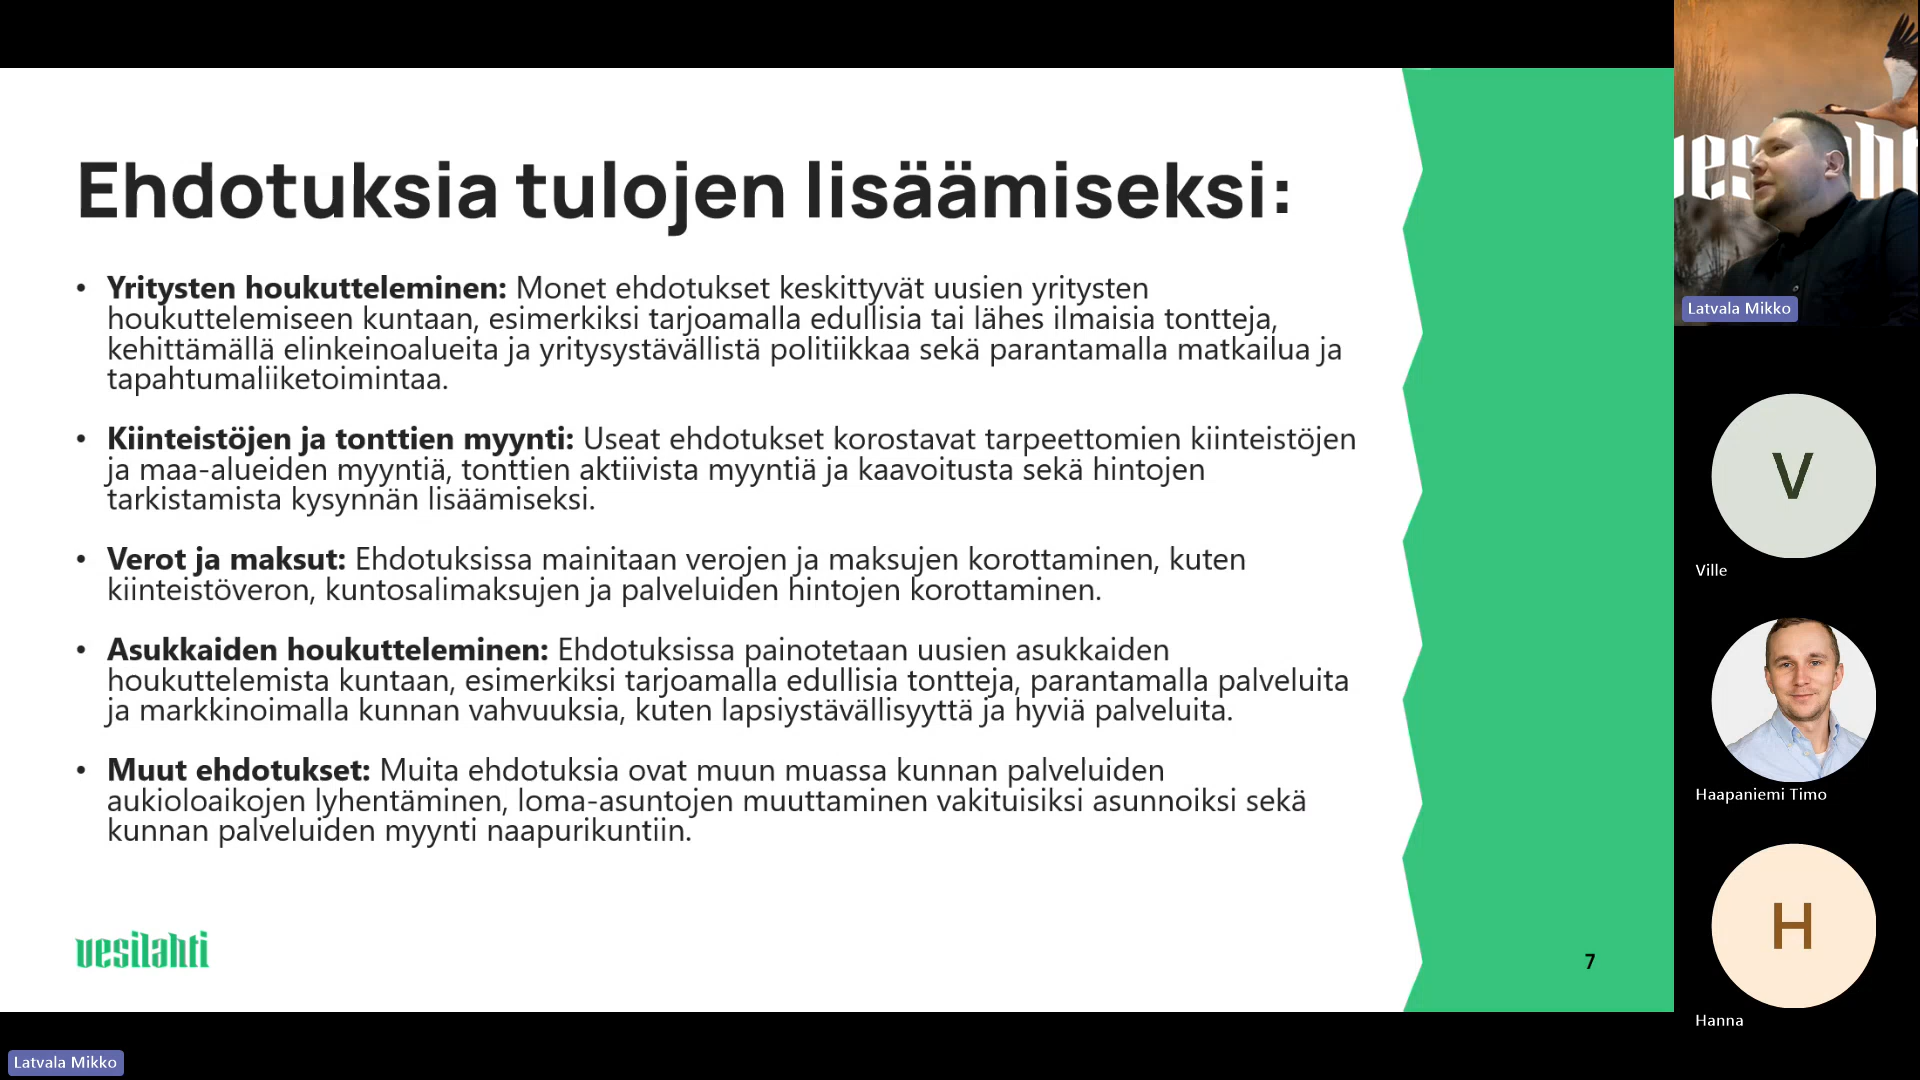 Ehdotuksia tulojen lisäämiseksi:
• Yritysten houkutteleminen: Monet ehdotukset keskittyvät uusien yritysten
houkuttelemiseen kuntaan, esimerkiksi tarjoamalla edullisia tai lähes ilmaisia tontteja,
kehittämällä elinkeinoalueita ja yritysystävällistä politiikkaa sekä parantamalla matkailua ja
tapahtumaliiketoimintaa.
• Kiinteistöjen ja tonttien myynti: Useat ehdotukset korostavat tarpeettomien kiinteistöjen
ja maa-alueiden myyntiä, tonttien aktiivista myyntiä ja kaavoitusta sekä hintojen
tarkistamista kysynnän lisäämiseksi.
• Verot ja maksut: Ehdotuksissa mainitaan verojen ja maksujen korottaminen, kuten
kiinteistöveron, kuntosalimaksujen ja palveluiden hintojen korottaminen.
• Asukkaiden houkutteleminen: Ehdotuksissa painotetaan uusien asukkaiden
houkuttelemista kuntaan, esimerkiksi tarjoamalla edullisia tontteja, parantamalla palveluita
ja markkinoimalla kunnan vahvuuksia, kuten lapsiystävällisyyttä ja hyviä palveluita.
• Muut ehdotukset: Muita ehdotuksia ovat muun muassa kunnan palveluiden
aukioloaikojen lyhentäminen, loma-asuntojen muuttaminen vakituisiksi asunnoiksi sekä
kunnan palveluiden myynti naapurikuntiin.
vesilahti
7
Latvala Mikko
Latvala Mikko
V
Ville
Haapaniemi Timo
H
Hanna